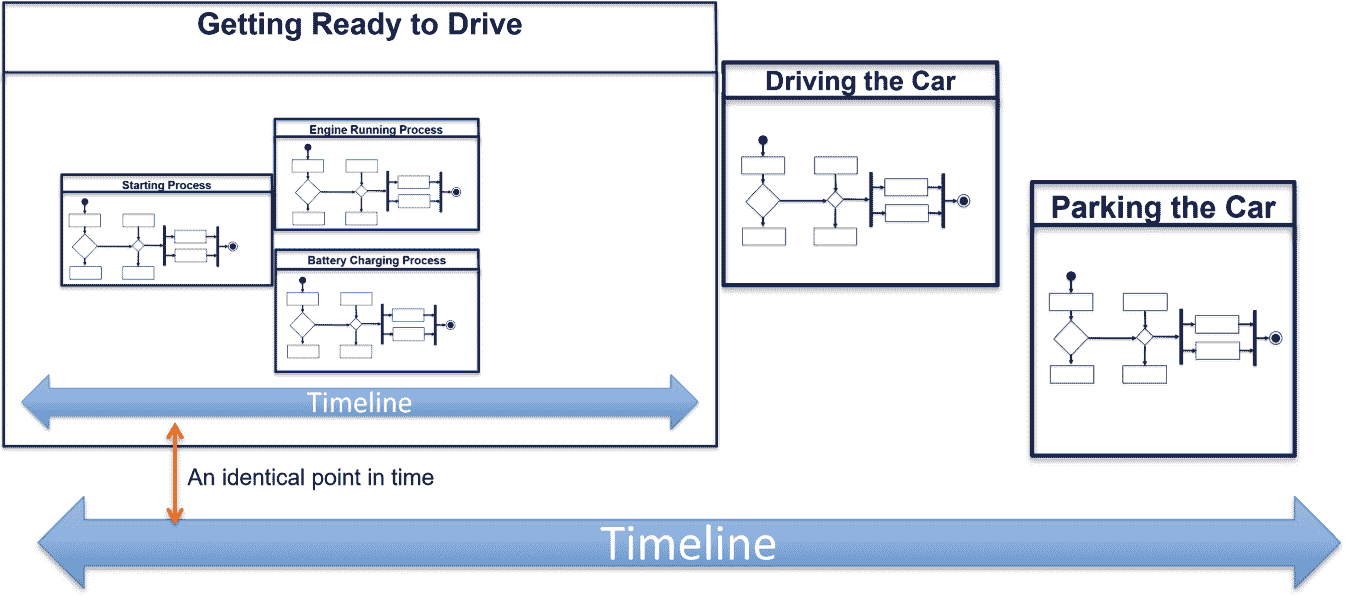 Getting Ready to Drive
Driving the Car
Engine Running Process
Starting Process
Parking the Car
Battery Charging Process
Timeline
An identical point in time
Timeline